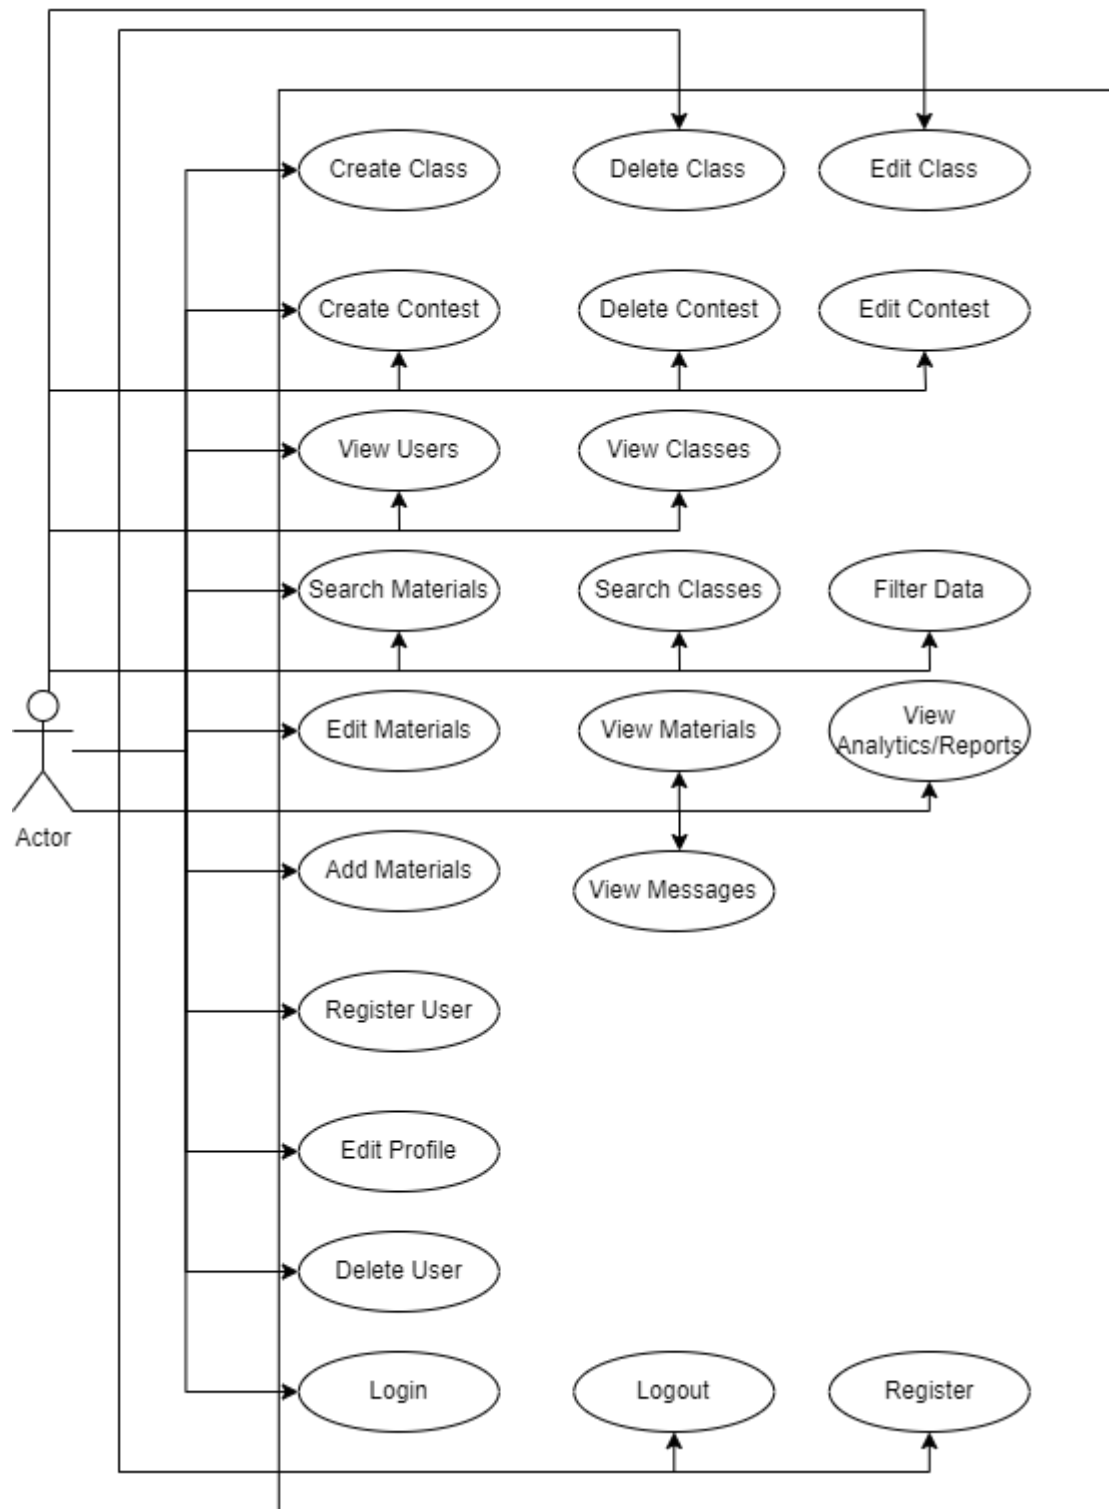 Create Class
Delete Class
Edit Class
Create Contest
Delete Contest
Edit Contest
View Users
View Classes
Search Materials
Search Classes
Filter Data
Edit Materials
View Materials
View
Analytics/Reports
Actor
Add Materials
View Messages
Register User
Edit Profile
Delete User
Login
Logout
Register